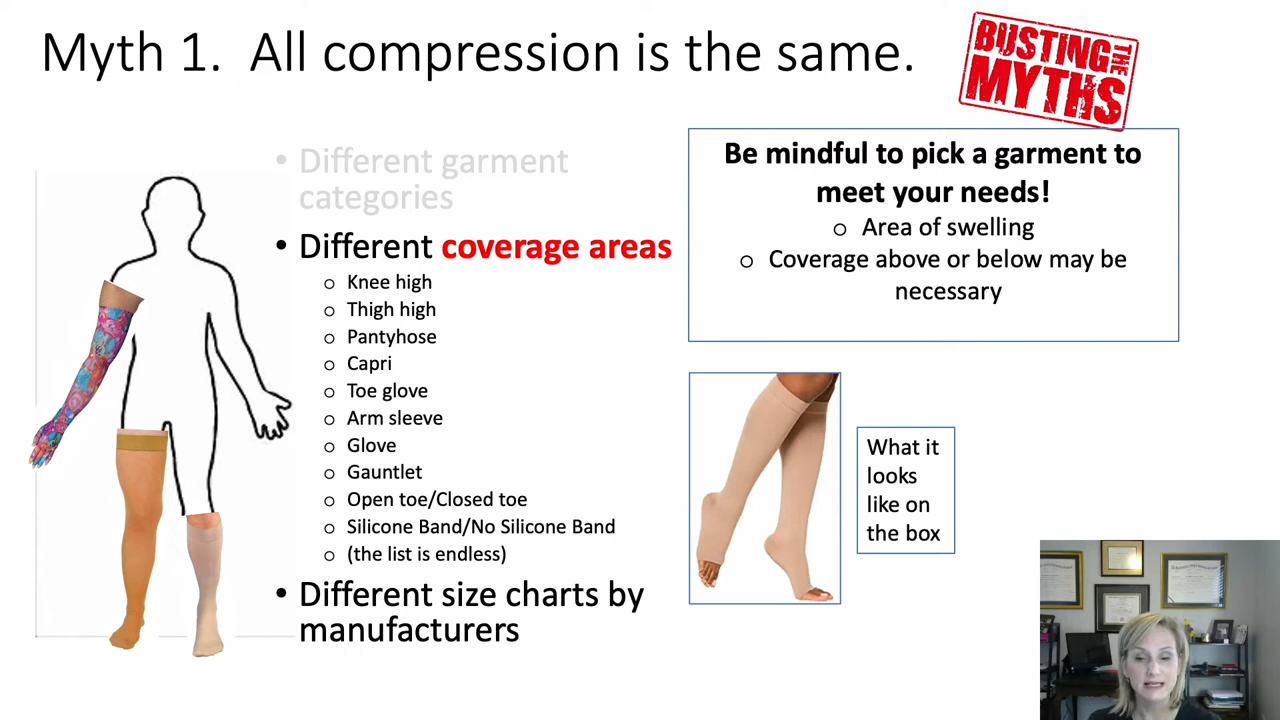 Myth 1. All compression is the same.
BUSTING
THE
MYTHS
• Different garment
categories
• Different coverage areas
o Knee high
o Thigh high
o Pantyhose
o Capri
o Toe glove
o Arm sleeve
o Glove
o Gauntlet
o Open toe/Closed toe
o Silicone Band/No Silicone Band
o (the list is endless)
• Different size charts by
manufacturers
Be mindful to pick a garment to
meet your needs!
o Area of swelling
o Coverage above or below may be
necessary
What it
looks
like on
the box